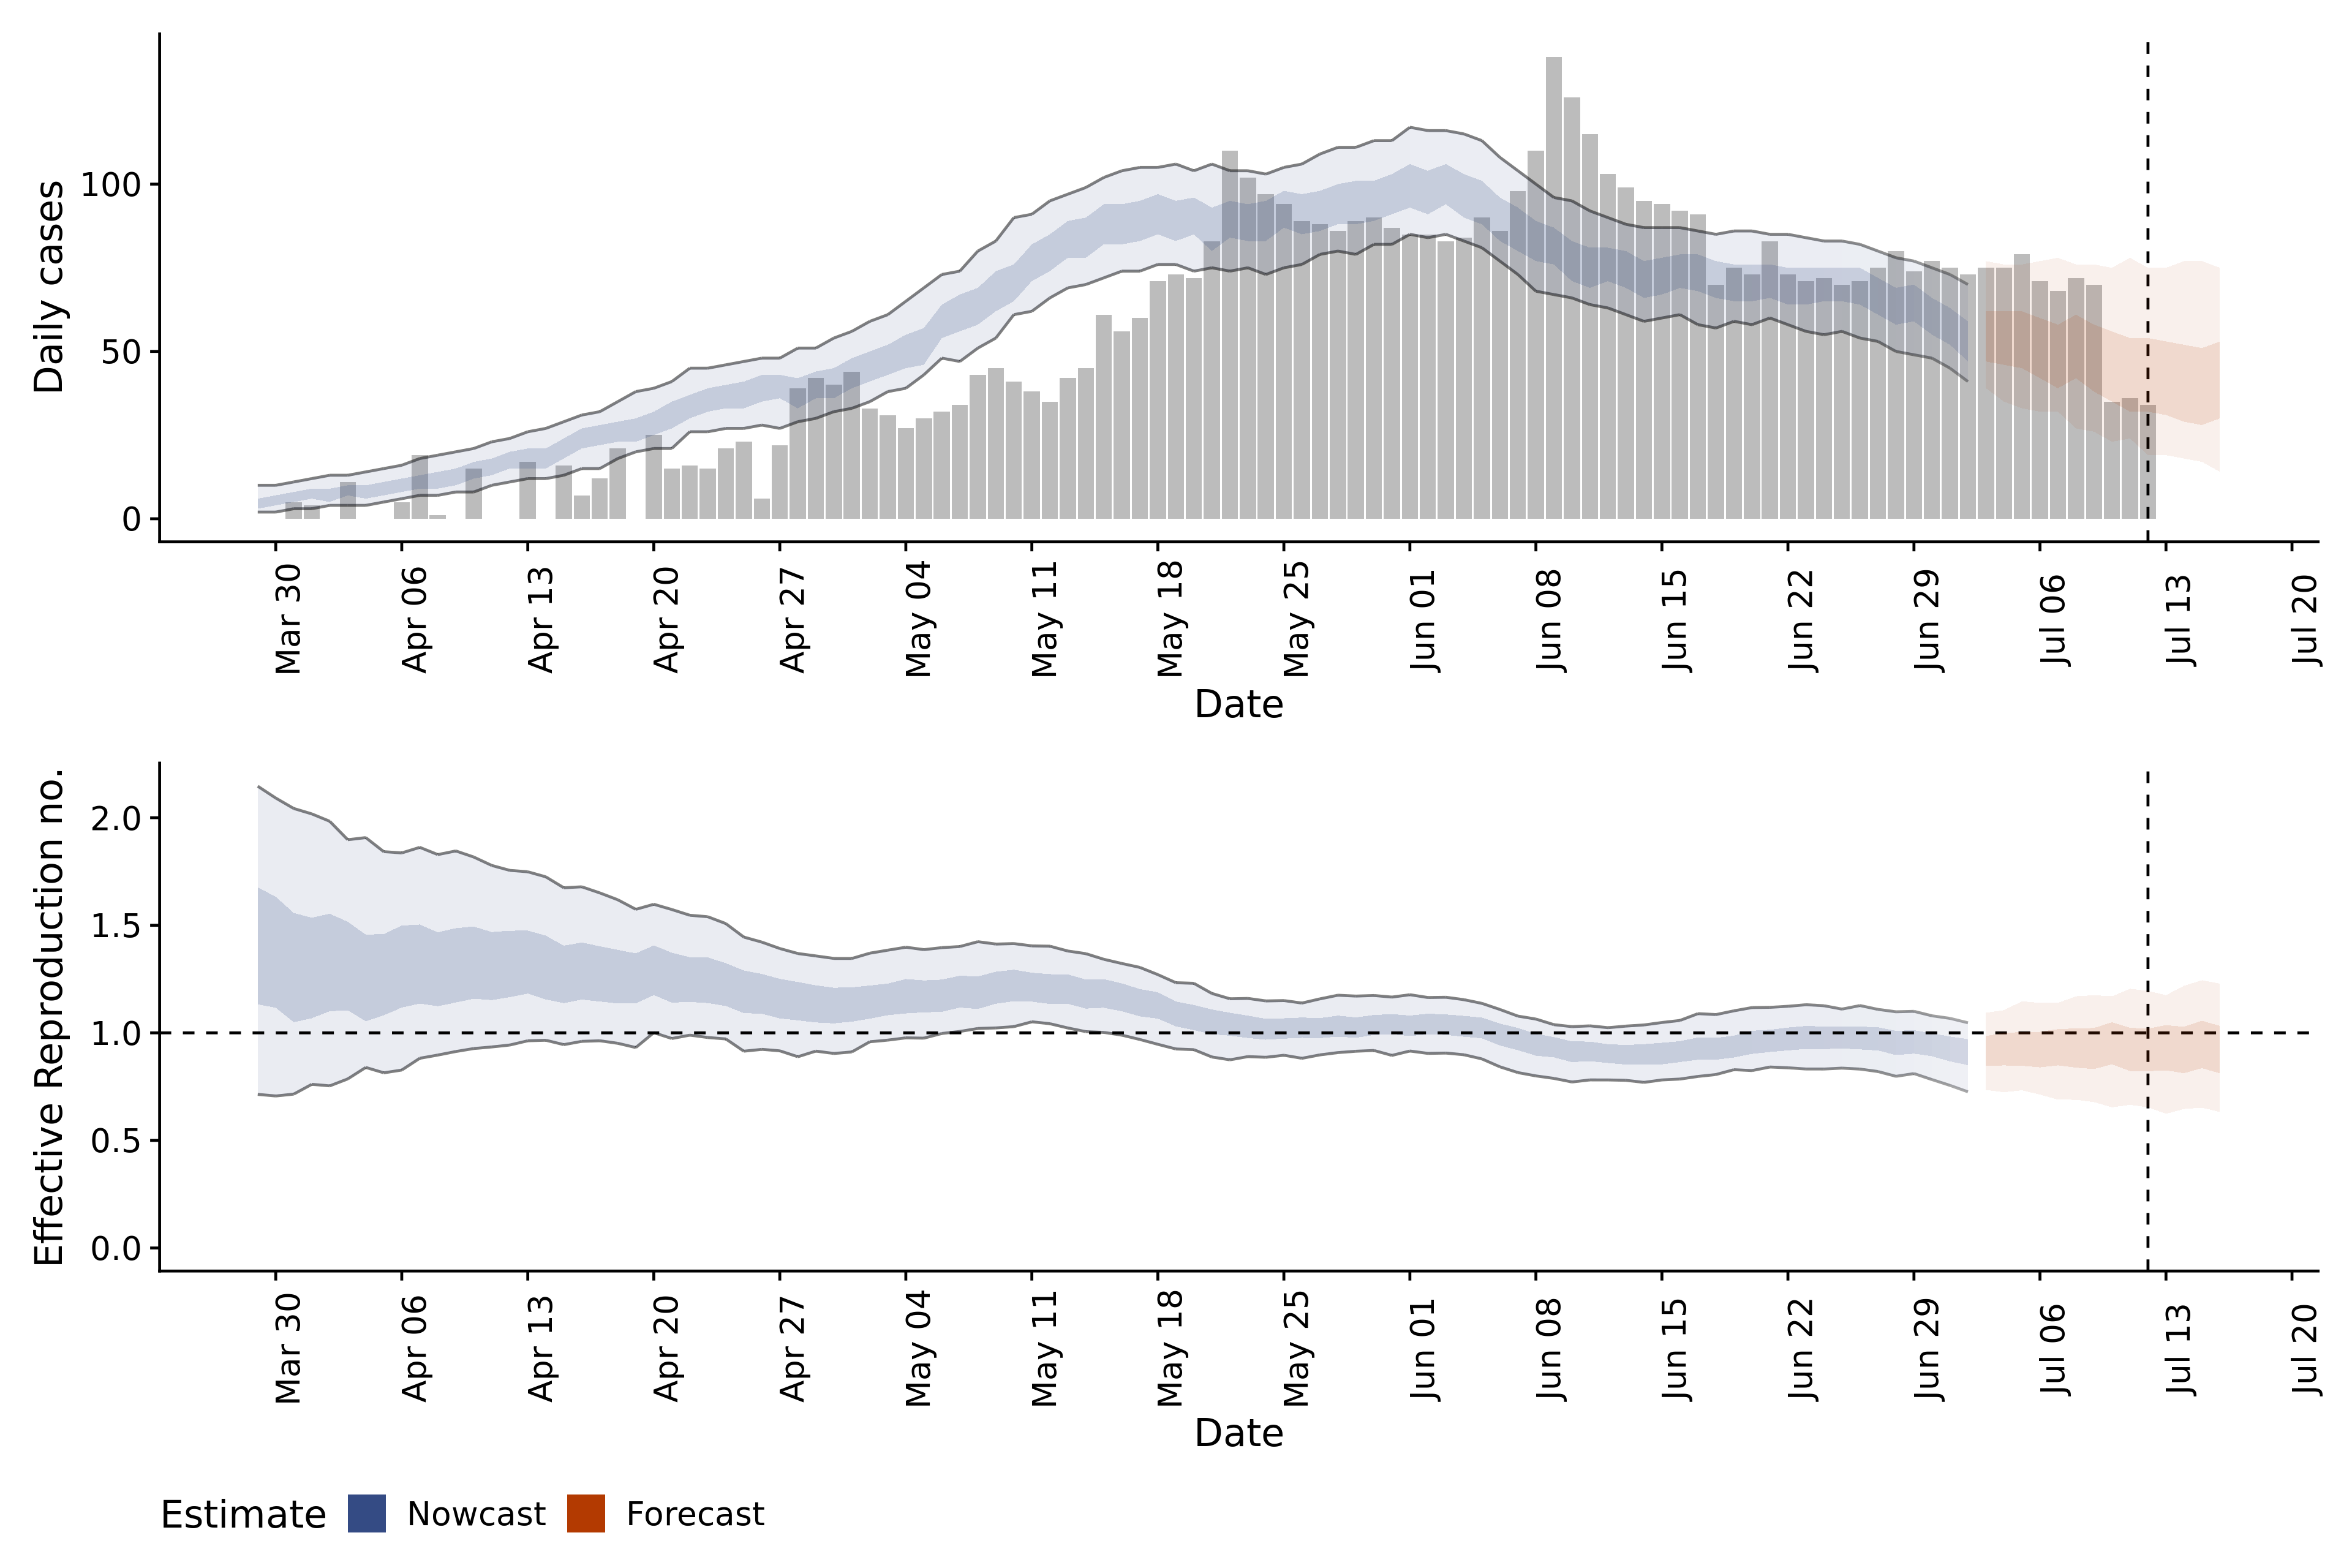 Daily cases
100
50
0
Mar 30 Apr 06 Apr 13 Apr 20 Apr 27 May 04 May 11 May 18 May 25 Jun 01 Jun 08 Jun 15 Jun 22 Jun 29 Jul 06 Jul 13 Jul 20
Date
Effective Reproduction no.
2.0
1.5
1.0
0.5
0.0
Mar 30 Apr 06 Apr 13 Apr 20 Apr 27 May 04 May 11 May 18 May 25 Jun 01 Jun 08 Jun 15 Jun 22 Jun 29 Jul 06 Jul 13 Jul 20
Date
Estimate Nowcast Forecast